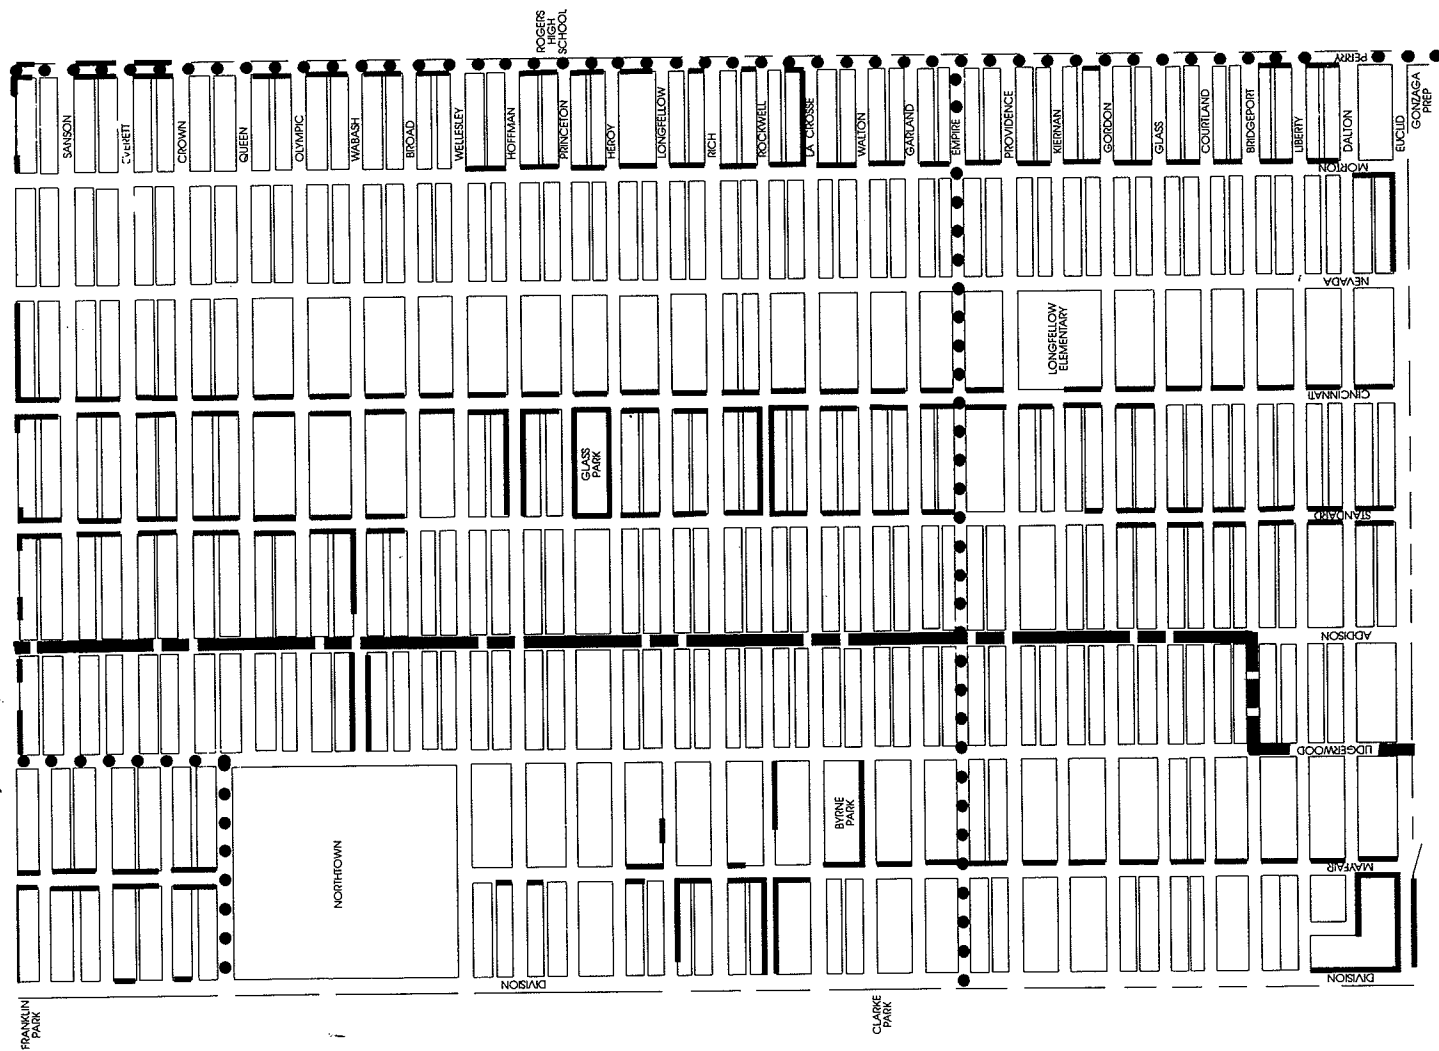 ROGERS
HIGH
SCHOOL
PERRY
SANSON
EVERETT
CROWN
QUEEN
OLYMPIC
WABASH
BROAD
WELLESLEY
HOFFMAN
PRINCETON
HEROY
LONGFELLOW
RICH
ROCKWELL
LA CROSSE
WALTON
GARLAND
EMPIRE
PROVIDENCE
KIERNAN
GORDON
GLASS
COURTLAND
BRIDGEPORT
LIBERTY
DALTON
EUCLID
GONZAGA
PREP
MORTON
NEVADA
LONGFELLOW
ELEMENTARY
CINCINNATI
GLASS
PARK
STANDARD
ADDISON
LIDGERWOOD
BYRNE
PARK
NORTHTOWN
MAYFAIR
DIVISION
DIVISION
FRANKLIN
PARK
CLARKE
PARK